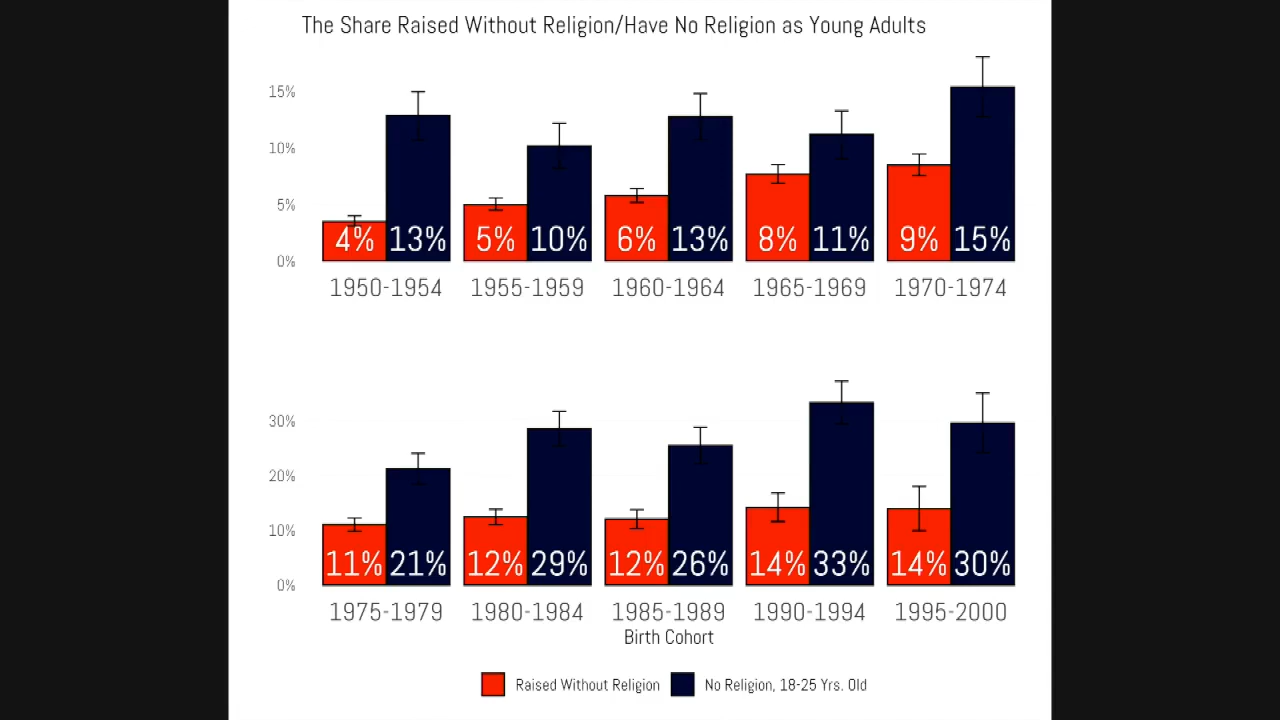 The Share Raised Without Religion/Have No Religion as Young Adults
15%
10%
5%
0%
4% 13% 5% 10% 6% 13% 8% 11% 9% 15%
1950-1954 1955-1959 1960-1964 1965-1969 1970-1974
30%
20%
10%
0%
11% 21% 12% 29% 12% 26% 14% 33% 14% 30%
1975-1979 1980-1984 1985-1989 1990-1994 1995-2000
Birth Cohort
Raised Without Religion No Religion, 18-25 Yrs. Old